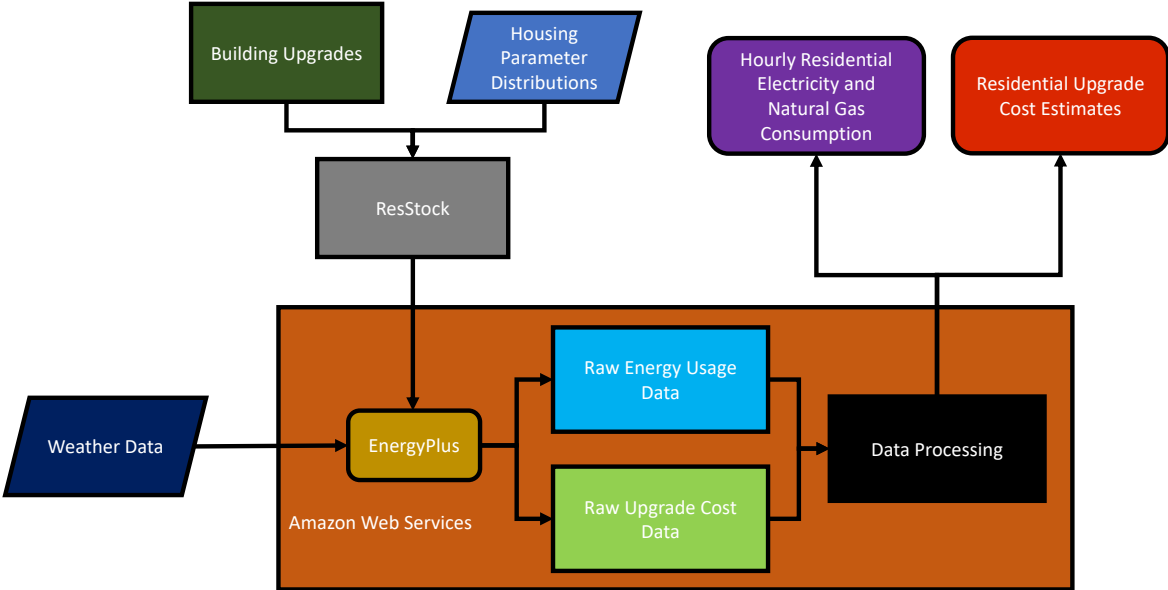 Building Upgrades
Housing
Parameter
Distributions
Hourly Residential
Electricity and
Natural Gas
Consumption
Residential Upgrade
Cost Estimates
ResStock
Raw Energy Usage
Data
Weather Data
EnergyPlus
Data Processing
Raw Upgrade Cost
Data
Amazon Web Services